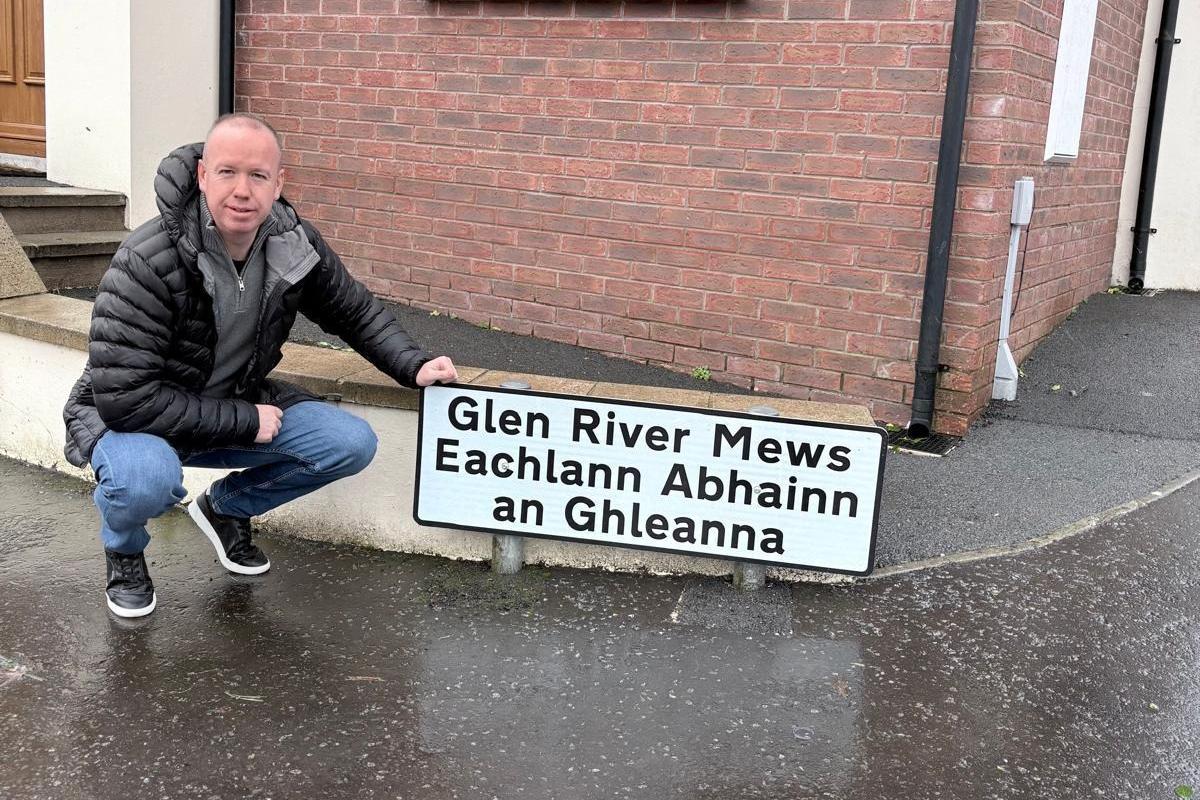 Glen River Mews
Eachlann Abhainn
an Ghleanna